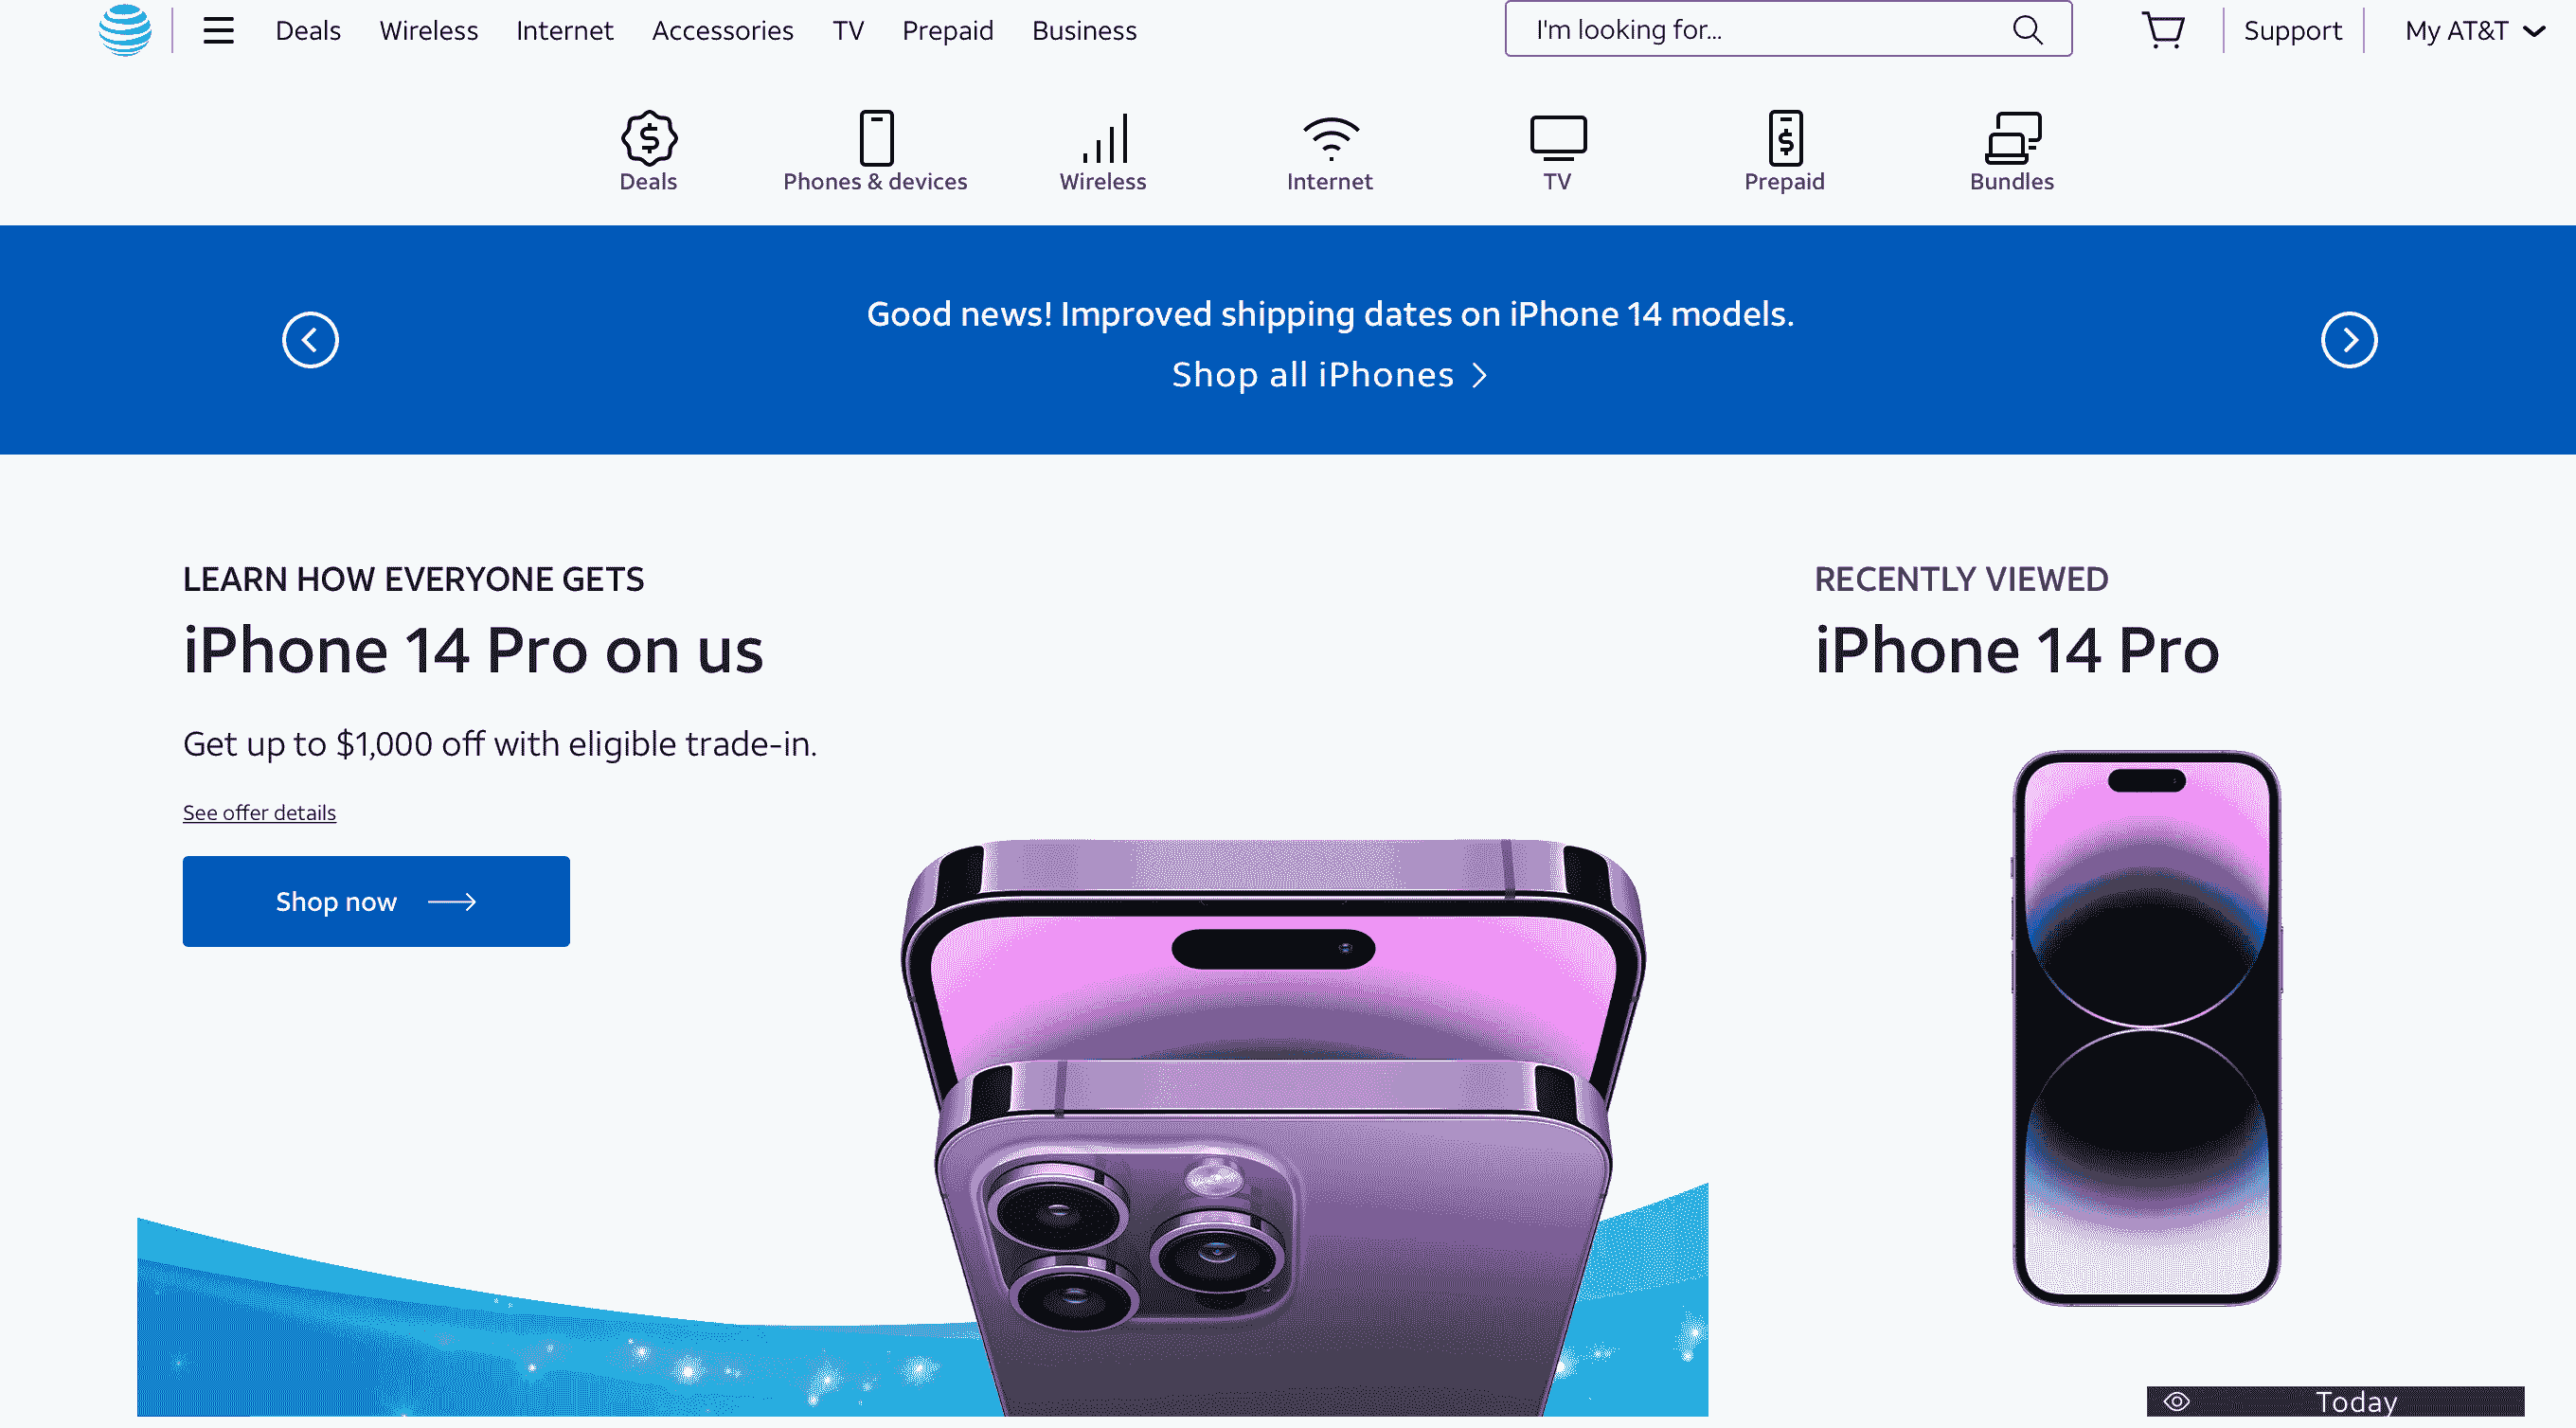 Deals Wireless Internet Accessories TV Prepaid Business I'm looking for... Support My AT&T
Deals Phones & devices Wireless Internet TV Prepaid Bundles
Good news! Improved shipping dates on iPhone 14 models.
Shop all iPhones
LEARN HOW EVERYONE GETS
iPhone 14 Pro on us
Get up to $1,000 off with eligible trade-in.
See offer details
Shop now
RECENTLY VIEWED
iPhone 14 Pro
Today